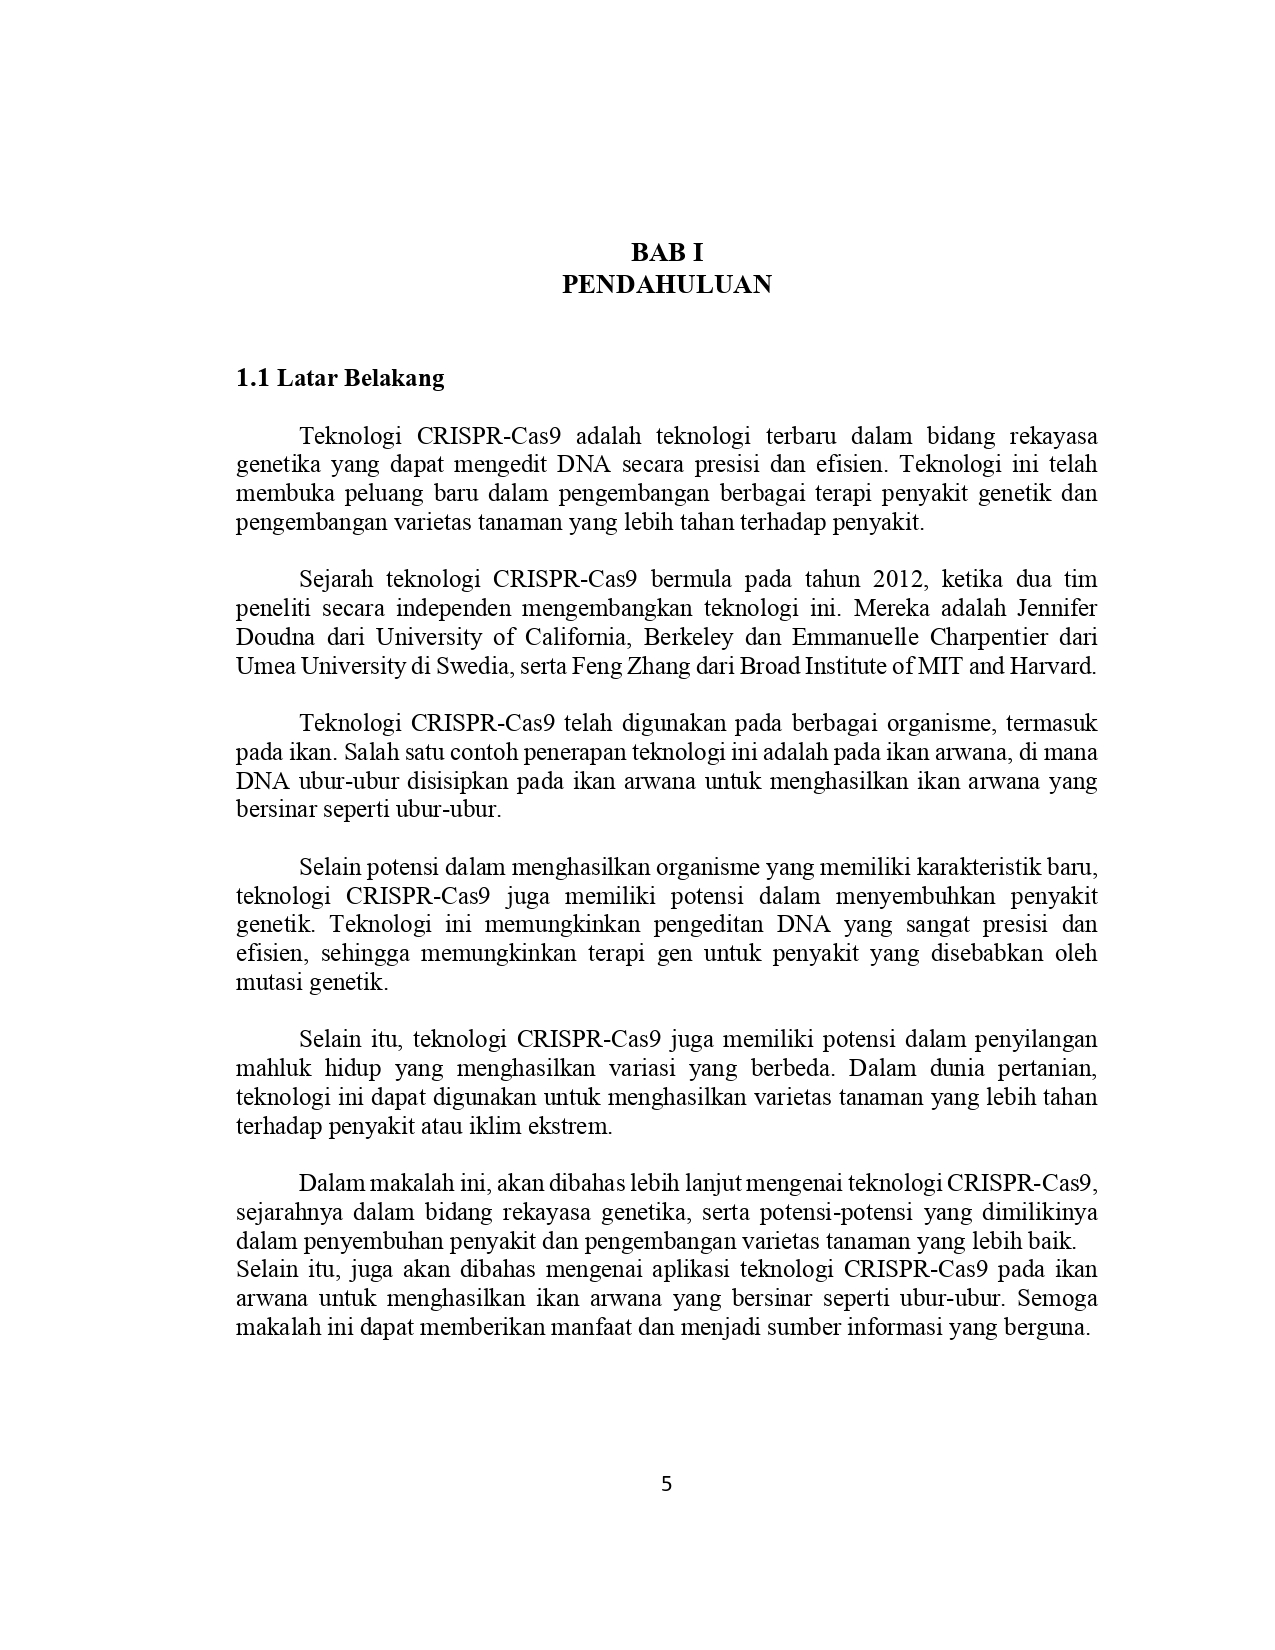 BAB I
PENDAHULUAN
1.1 Latar Belakang
Teknologi CRISPR-Cas9 adalah teknologi terbaru dalam bidang rekayasa
genetika yang dapat mengedit DNA secara presisi dan efisien. Teknologi ini telah
membuka peluang baru dalam pengembangan berbagai terapi penyakit genetik dan
pengembangan varietas tanaman yang lebih tahan terhadap penyakit.
Sejarah teknologi CRISPR-Cas9 bermula pada tahun 2012, ketika dua tim
peneliti secara independen mengembangkan teknologi ini. Mereka adalah Jennifer
Doudna dari University of California, Berkeley dan Emmanuelle Charpentier dari
Umea University di Swedia, serta Feng Zhang dari Broad Institute of MIT and Harvard.
Teknologi CRISPR-Cas9 telah digunakan pada berbagai organisme, termasuk
pada ikan. Salah satu contoh penerapan teknologi ini adalah pada ikan arwana, di mana
DNA ubur-ubur disisipkan pada ikan arwana untuk menghasilkan ikan arwana yang
bersinar seperti ubur-ubur.
Selain potensi dalam menghasilkan organisme yang memiliki karakteristik baru,
teknologi CRISPR-Cas9 juga memiliki potensi dalam menyembuhkan penyakit
genetik. Teknologi ini memungkinkan pengeditan DNA yang sangat presisi dan
efisien, sehingga memungkinkan terapi gen untuk penyakit yang disebabkan oleh
mutasi genetik.
Selain itu, teknologi CRISPR-Cas9 juga memiliki potensi dalam penyilangan
mahluk hidup yang menghasilkan variasi yang berbeda. Dalam dunia pertanian,
teknologi ini dapat digunakan untuk menghasilkan varietas tanaman yang lebih tahan
terhadap penyakit atau iklim ekstrem.
Dalam makalah ini, akan dibahas lebih lanjut mengenai teknologi CRISPR-Cas9,
sejarahnya dalam bidang rekayasa genetika, serta potensi-potensi yang dimilikinya
dalam penyembuhan penyakit dan pengembangan varietas tanaman yang lebih baik.
Selain itu, juga akan dibahas mengenai aplikasi teknologi CRISPR-Cas9 pada ikan
arwana untuk menghasilkan ikan arwana yang bersinar seperti ubur-ubur. Semoga
makalah ini dapat memberikan manfaat dan menjadi sumber informasi yang berguna.
5